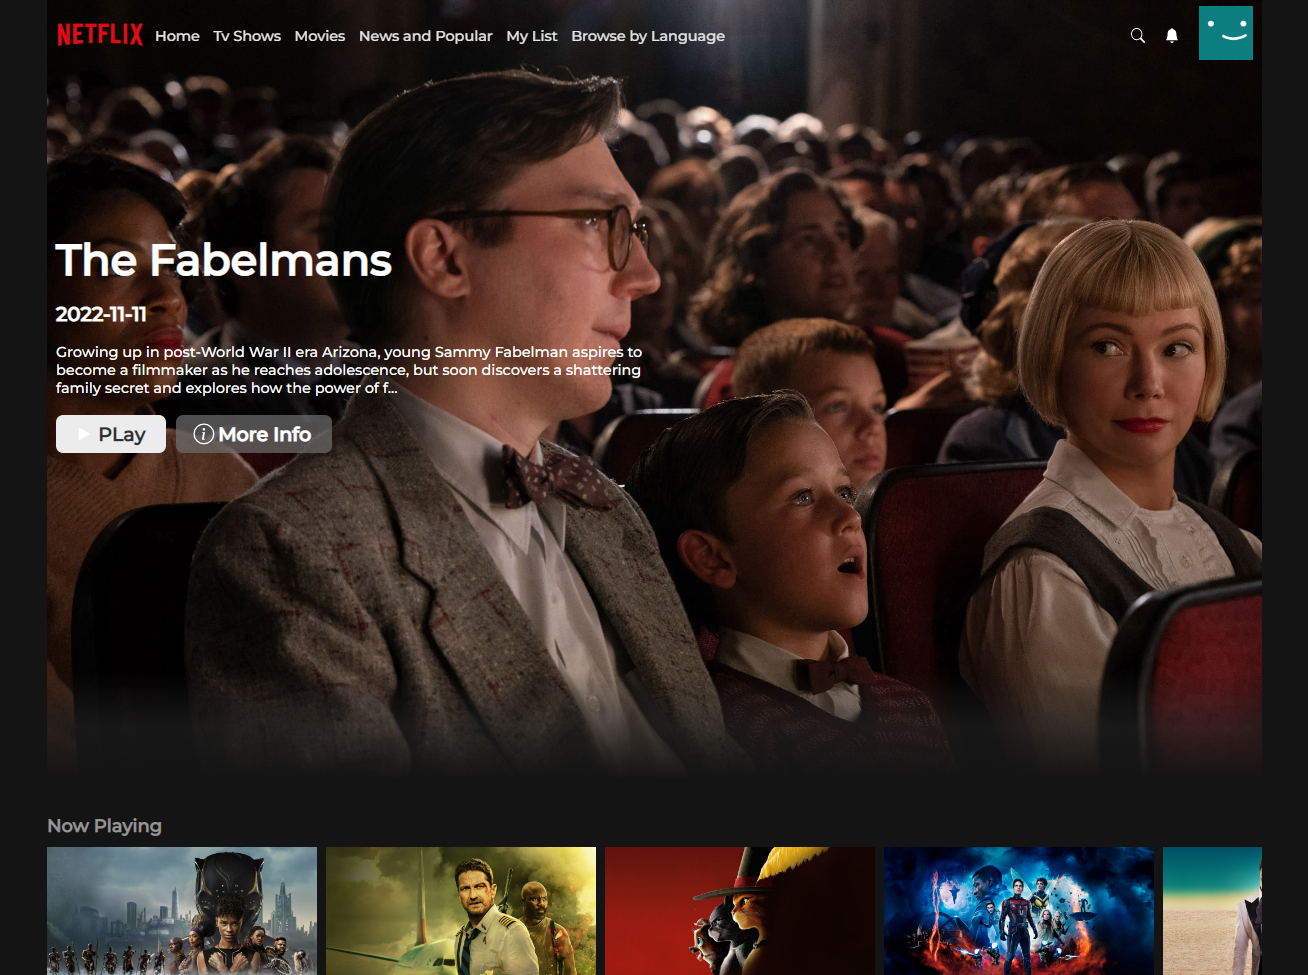 NETFLIX Home Tv Shows Movies News and Popular My List Browse by Language
The Fabelmans
2022-11-11
Growing up in post-World War II era Arizona, young Sammy Fabelman aspires to
become a filmmaker as he reaches adolescence, but soon discovers a shattering
family secret and explores how the power of f...
PLay More Info
Now Playing